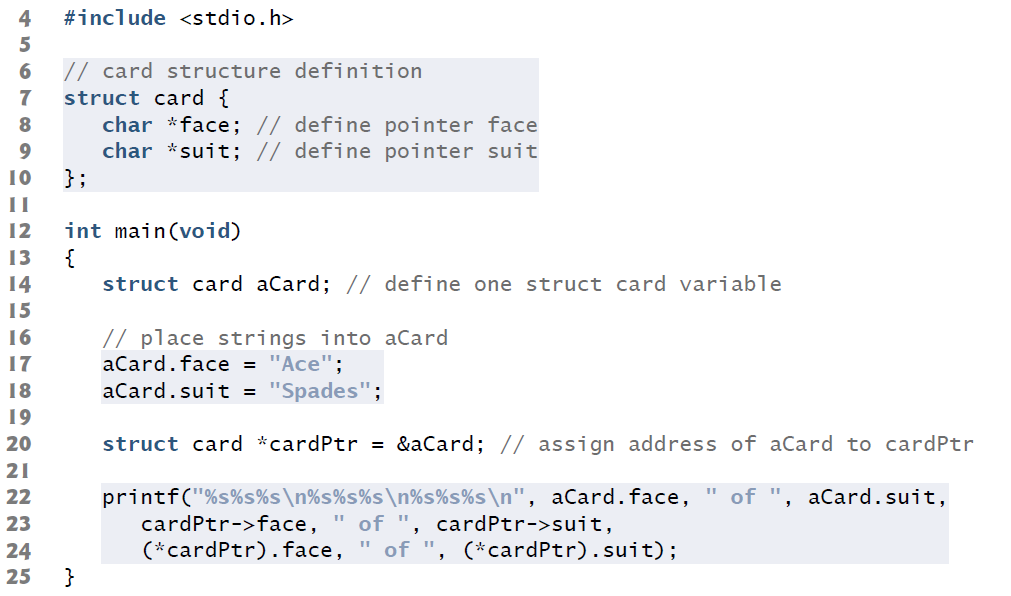 4 #include <stdio.h>
5
6 // card structure definition
7 struct card {
8    char *face; // define pointer face
9    char *suit; // define pointer suit
10 };
11
12 int main(void)
13 {
14    struct card aCard; // define one struct card variable
15
16    // place strings into aCard
17    aCard.face = "Ace";
18    aCard.suit = "Spades";
19
20    struct card *cardPtr = &aCard; // assign address of aCard to cardPtr
21
22    printf("%s%s%s\n%s%s%s\n%s%s%s\n", aCard.face, " of ", aCard.suit,
23       cardPtr->face, " of ", cardPtr->suit,
24       (*cardPtr).face, " of ", (*cardPtr).suit);
25 }